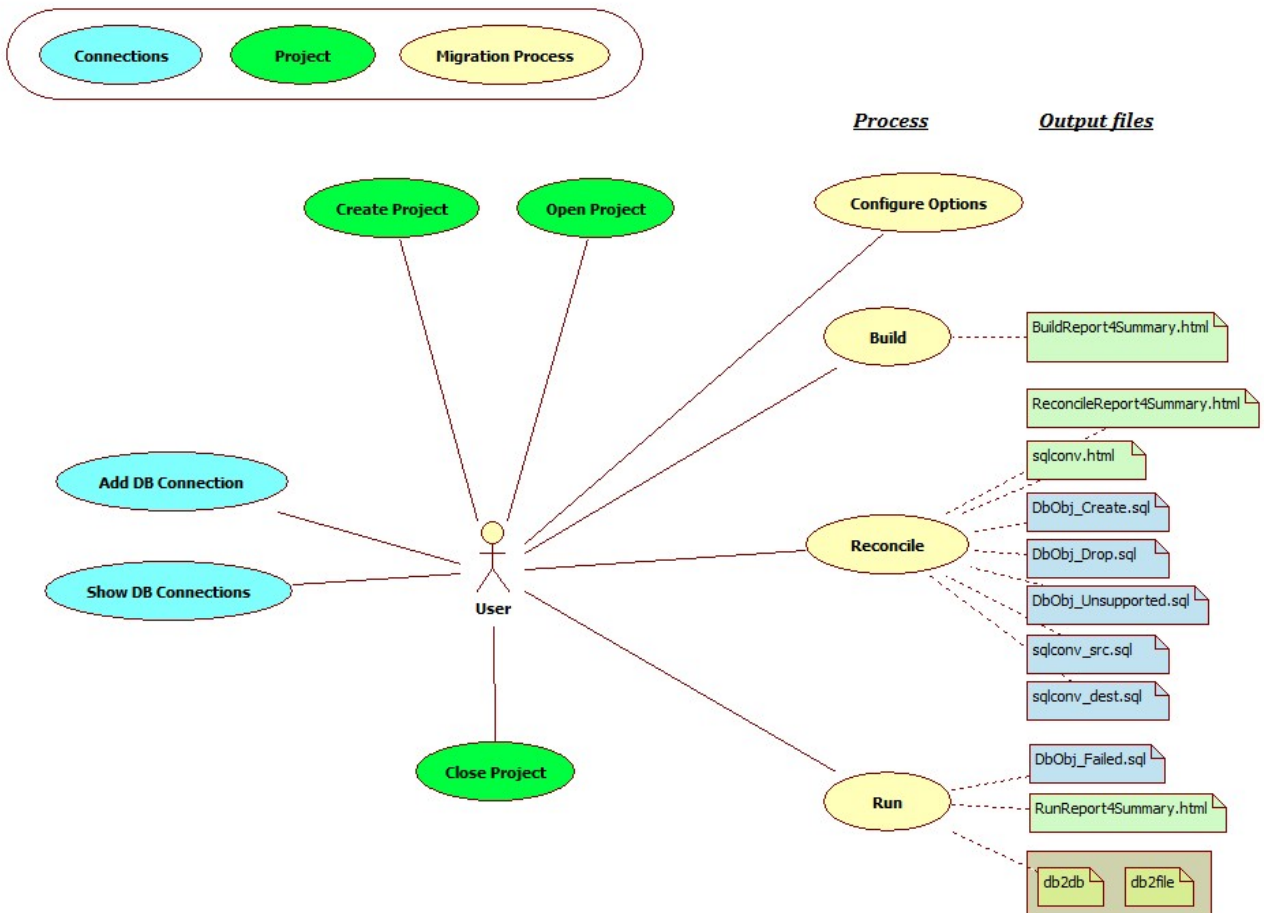 Connections
Project
Migration Process
Process
Output files
Create Project
Open Project
Configure Options
Build
BuildReport4Summary.html
ReconcileReport4Summary.html
sqlconv.html
Add DB Connection
DbObj_Create.sql
Reconcile
DbObj_Drop.sql
Show DB Connections
DbObj_Unsupported.sql
User
sqlconv_src.sql
sqlconv_dest.sql
Close Project
DbObj_Failed.sql
Run
RunReport4Summary.html
db2db
db2file